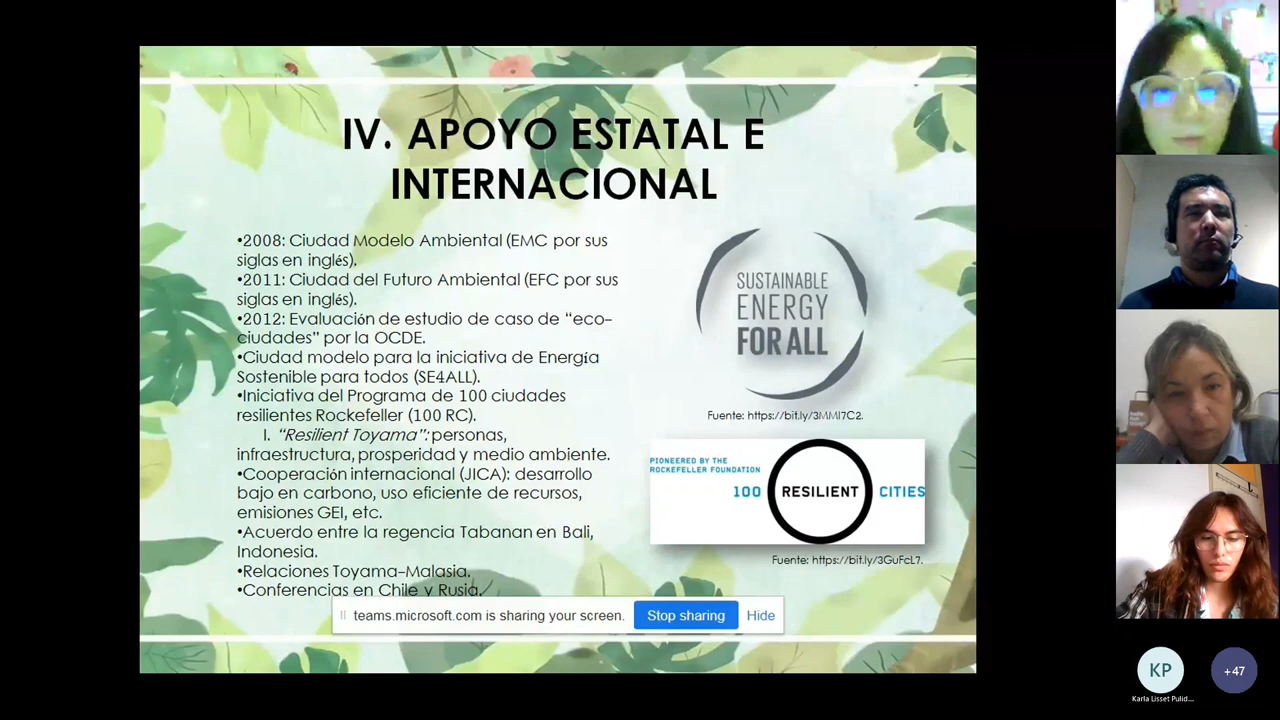 IV. APOYO ESTATAL E
INTERNACIONAL
•2008: Ciudad Modelo Ambiental (EMC por sus
siglas en inglés).
•2011: Ciudad del Futuro Ambiental (EFC por sus
siglas en inglés).
•2012: Evaluación de estudio de caso de “eco-
ciudades” por la OCDE.
•Ciudad modelo para la iniciativa de Energía
Sostenible para todos (SE4ALL).
•Iniciativa del Programa de 100 ciudades
resilientes Rockefeller (100 RC).
I. “Resilient Toyama”: personas,
infraestructura, prosperidad y medio ambiente.
•Cooperación internacional (JICA): desarrollo
bajo en carbono, uso eficiente de recursos,
emisiones GEI, etc.
•Acuerdo entre la regencia Tabanan en Bali,
Indonesia.
•Relaciones Toyama-Malasia.
•Conferencias en Chile y Rusia.
SUSTAINABLE
ENERGY
FOR ALL
Fuente: https://bit.ly/3MMI7C2.
PIONEERED BY THE
ROCKEFELLER FOUNDATION
100 RESILIENT CITIES
Fuente: https://bit.ly/3GuFcL7.
teams.microsoft.com is sharing your screen. Stop sharing Hide
KP
+47
Karla Lisset Pulid...